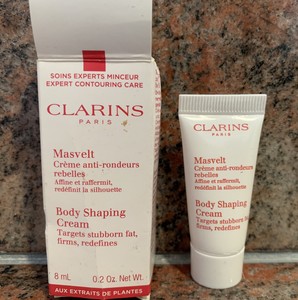 SOINS EXPERTS MINCEUR
EXPERT CONTOURING CARE
CLARINS
PARIS
Masvelt
Crème anti-rondeurs
rebelles
Affine et raffermit,
redéfinit la silhouette
Body Shaping
Cream
Targets stubborn fat,
firms, redefines
8 mL 0.2 Oz. Net Wt.
AUX EXTRAITS DE PLANTES
CLARINS
PARIS
Masvelt
Crème anti-rondeurs
rebelles
Affine et raffermit,
redéfinit la silhouette
Body Shaping
Cream
Targets stubborn fat,
firms, redefines